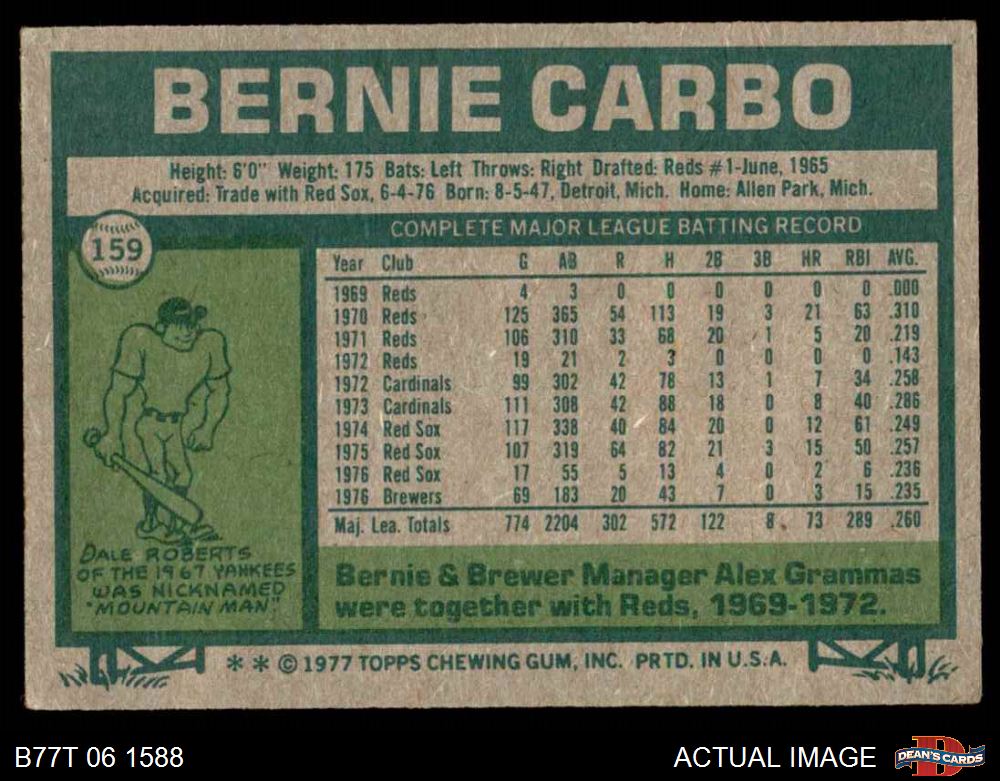 BERNIE CARBO
Height: 6'0" Weight: 175 Bats: Left Throws: Right Drafted: Reds #1-June, 1965
Acquired: Trade with Red Sox, 6-4-76 Born: 8-5-47, Detroit, Mich. Home: Allen Park, Mich.
159
COMPLETE MAJOR LEAGUE BATTING RECORD
Year Club G AB R H 2B 3B HR RBI AVG.
1969 Reds 4 3 0 0 0 0 0 0 .000
1970 Reds 125 365 54 113 19 3 21 63 .310
1971 Reds 106 310 33 68 20 1 5 20 .219
1972 Reds 19 21 2 3 0 0 0 0 .143
1972 Cardinals 99 302 42 78 13 1 7 34 .258
1973 Cardinals 111 308 42 88 18 0 8 40 .286
1974 Red Sox 117 338 40 84 20 0 12 61 .249
1975 Red Sox 107 319 64 82 21 3 15 50 .257
1976 Red Sox 17 55 5 13 4 0 2 6 .236
1976 Brewers 69 183 20 43 7 0 3 15 .235
Maj. Lea. Totals 774 2204 302 572 122 8 73 289 .260
DALE ROBERTS
OF THE 1967 YANKEES
WAS NICKNAMED
"MOUNTAIN MAN"
Bernie & Brewer Manager Alex Grammas
were together with Reds, 1969-1972.
* * © 1977 TOPPS CHEWING GUM, INC. PRTD. IN U.S.A.
B77T 06 1588
ACTUAL IMAGE
D
DEAN'S CARDS